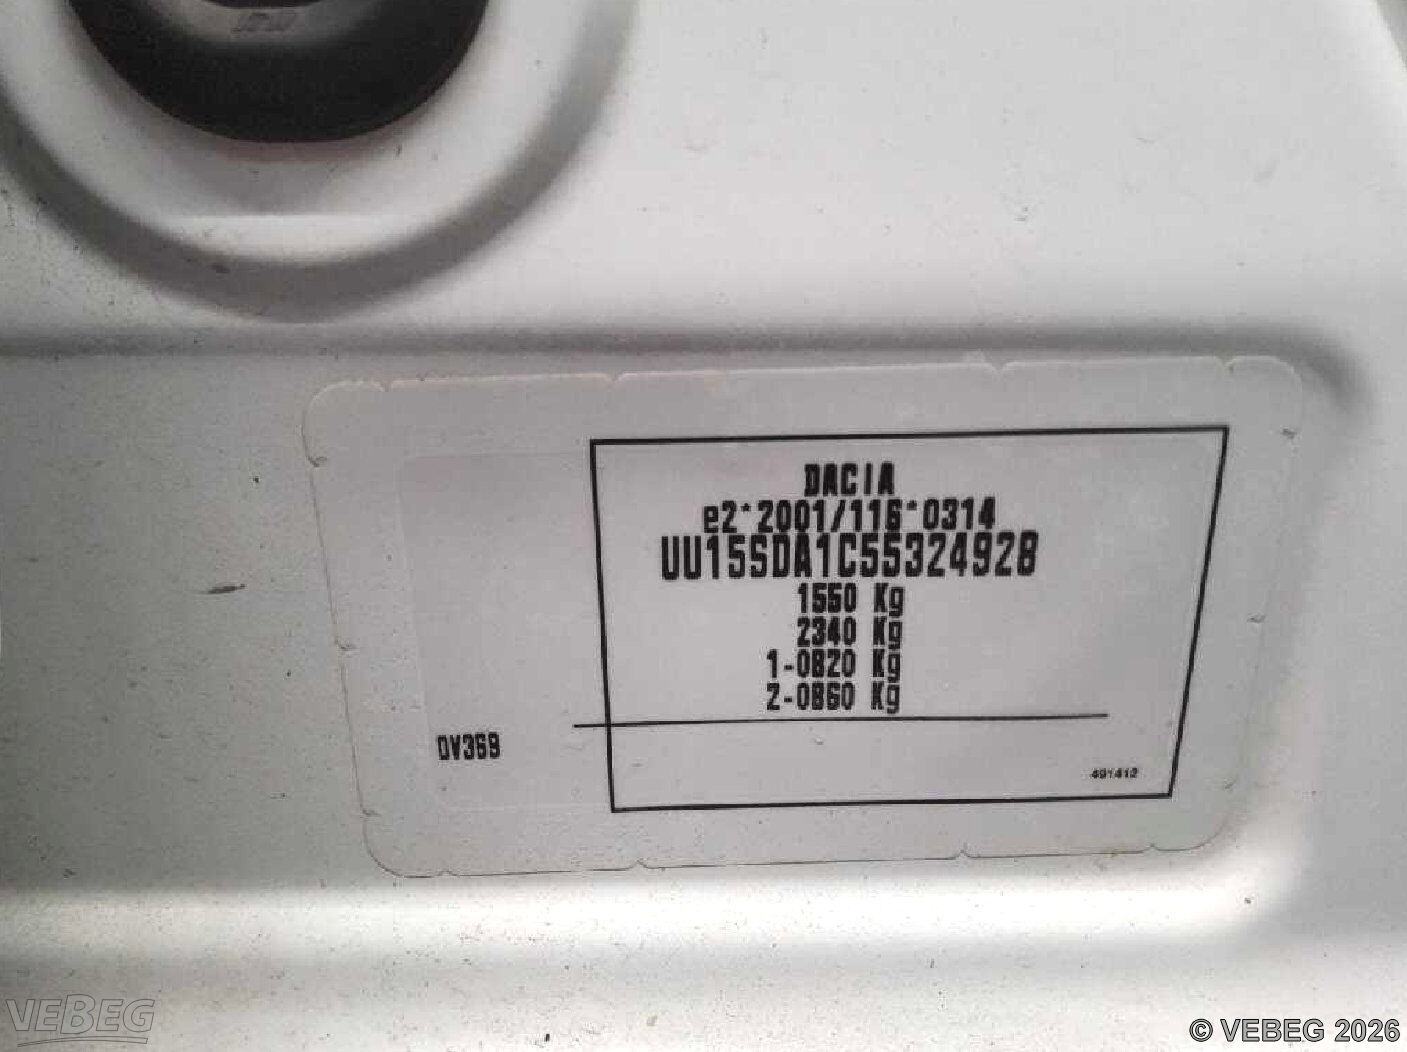 DACIA
e2*2001/116*0314
UU15SDA1C55324928
1550 Kg
2340 Kg
1-0820 Kg
2-0860 Kg
DV369
491412
VEBEG
© VEBEG 2026